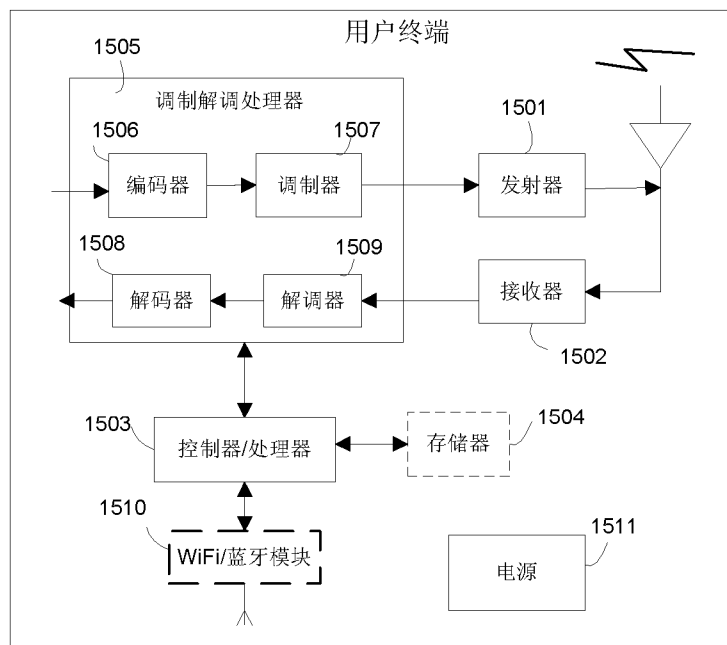 用户终端
1505
调制解调处理器
1506
1507
1501
编码器
调制器
发射器
1508
1509
解码器
解调器
接收器
1502
1503
控制器/处理器
存储器
1504
1510
WiFi/蓝牙模块
1511
电源